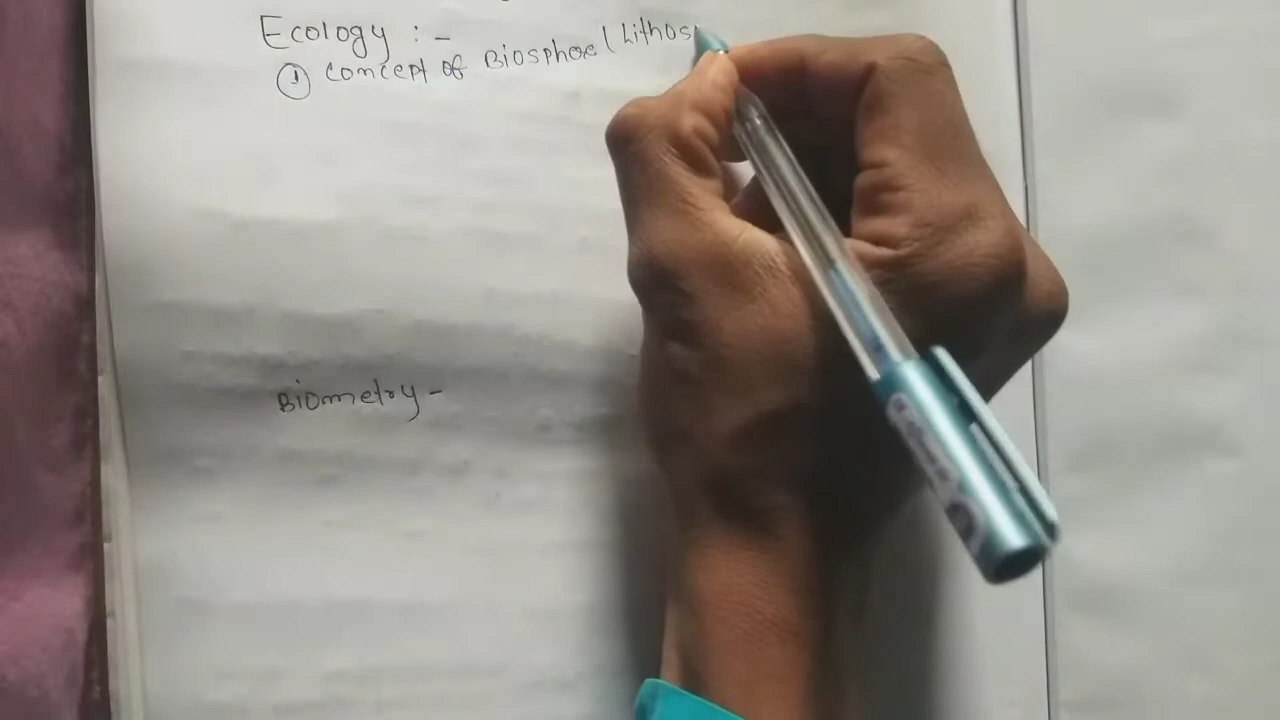 Ecology : -
① concept of Biosphoe ( Lithos
Biometry -